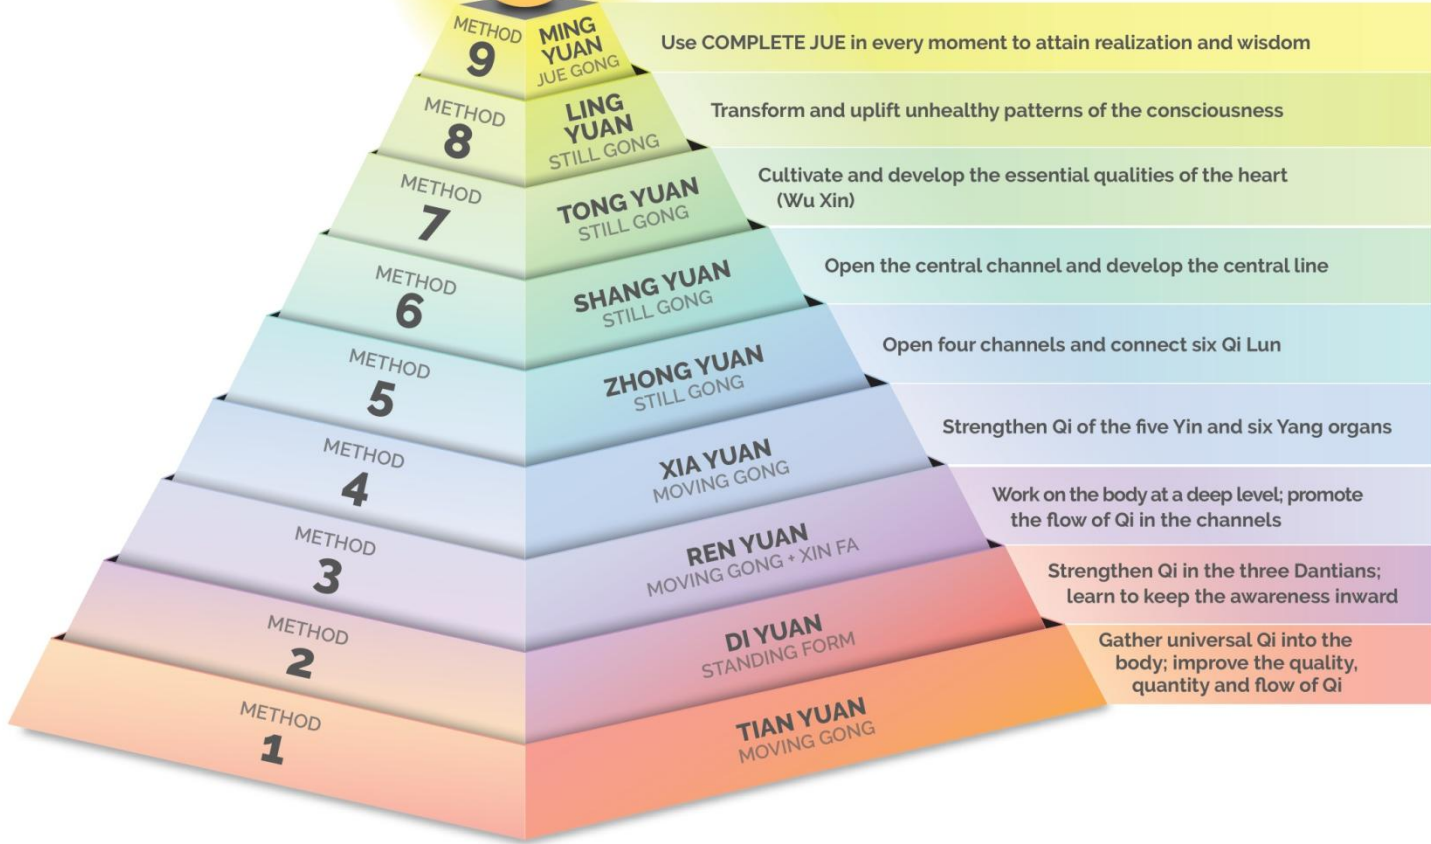 METHOD
9
MING
YUAN
JUE GONG
Use COMPLETE JUE in every moment to attain realization and wisdom
METHOD
8
LING
YUAN
STILL GONG
Transform and uplift unhealthy patterns of the consciousness
METHOD
7
TONG YUAN
STILL GONG
Cultivate and develop the essential qualities of the heart
(Wu Xin)
METHOD
6
SHANG YUAN
STILL GONG
Open the central channel and develop the central line
METHOD
5
ZHONG YUAN
STILL GONG
Open four channels and connect six Qi Lun
METHOD
4
XIA YUAN
MOVING GONG
Strengthen Qi of the five Yin and six Yang organs
METHOD
3
REN YUAN
MOVING GONG + XIN FA
Work on the body at a deep level; promote
the flow of Qi in the channels
METHOD
2
DI YUAN
STANDING FORM
Strengthen Qi in the three Dantians;
learn to keep the awareness inward
METHOD
1
TIAN YUAN
MOVING GONG
Gather universal Qi into the
body; improve the quality,
quantity and flow of Qi